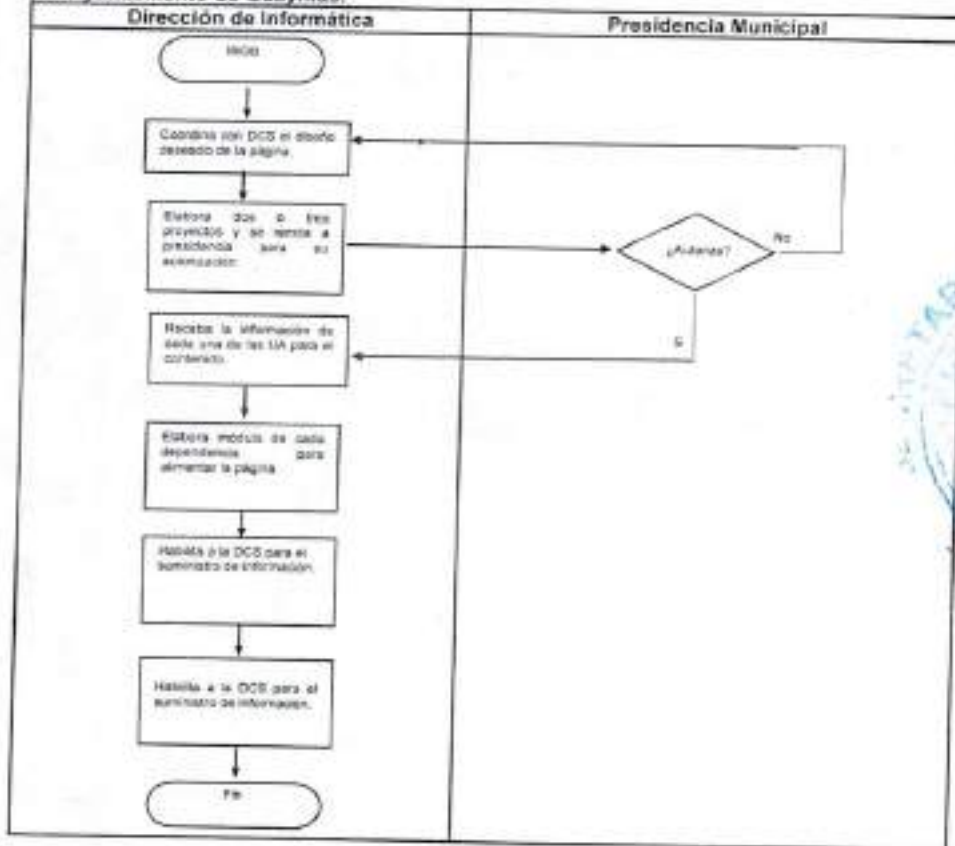 Dirección de Informática
Presidencia Municipal
Inicio
Coordina con DCS el diseño
deseado de la página.
Elabora dos o tres
proyectos y se remite a
presidencia para su
autorización
¿Autoriza?
No
Si
Recaba la información de
cada una de las UA para el
contenido.
Elabora módulo de cada
dependencia para
alimentar la página
Habilita a la DCS para el
suministro de información.
Habilita a la DCS para el
suministro de información.
Fin